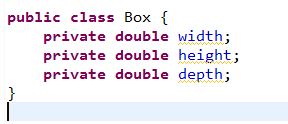 public class Box {
    private double width;
    private double height;
    private double depth;
}